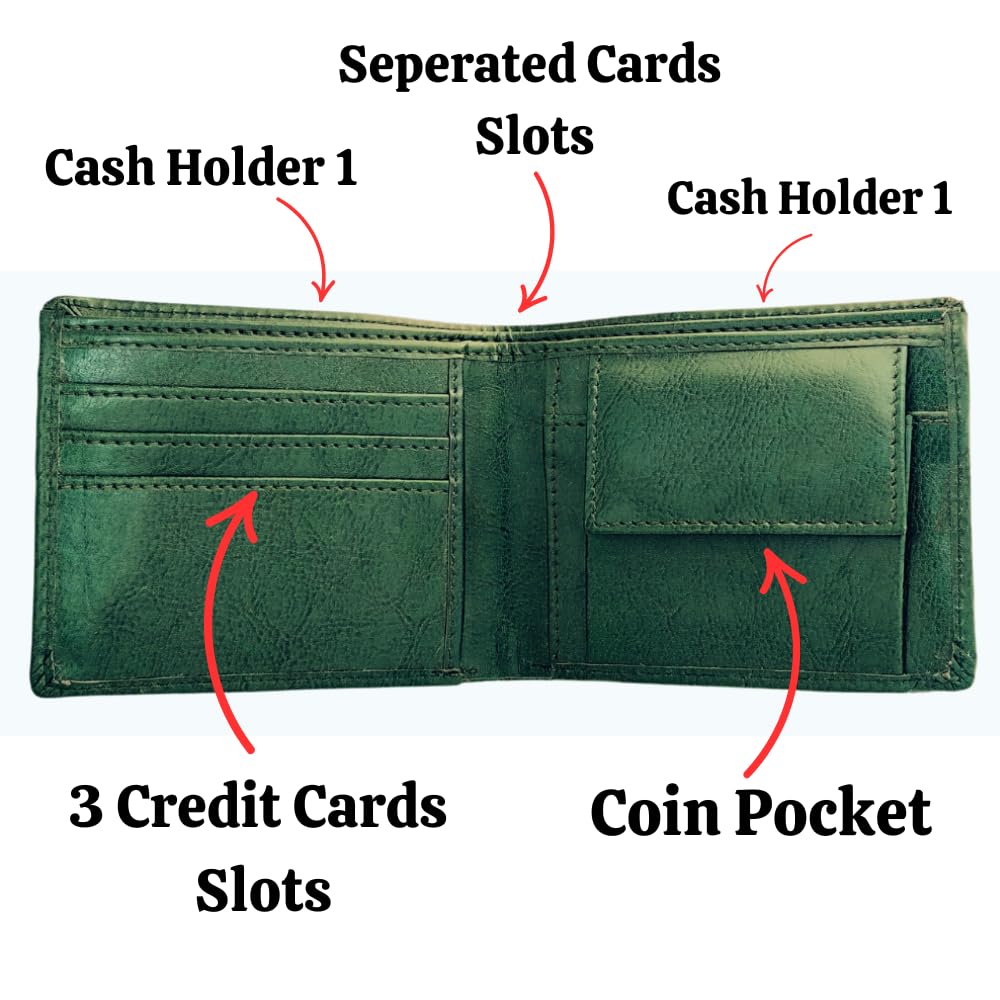 Seperated Cards
Slots
Cash Holder 1
Cash Holder 1
3 Credit Cards
Slots
Coin Pocket